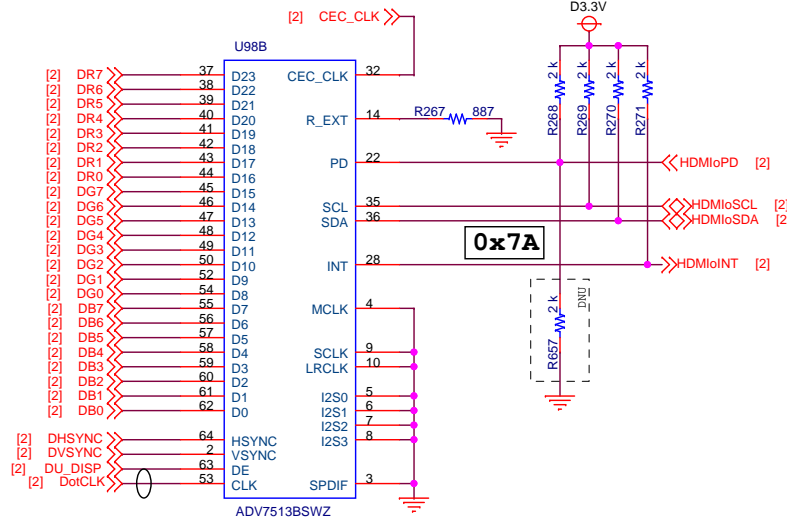 D3.3V
[2] CEC_CLK
U98B
[2] DR7 37 D23 CEC_CLK 32
[2] DR6 38 D22
[2] DR5 39 D21
[2] DR4 40 D20 R_EXT 14 R267 887
[2] DR3 41 D19
[2] DR2 42 D18
[2] DR1 43 D17 PD 22 HDMIoPD [2]
[2] DR0 44 D16
[2] DG7 45 D15
[2] DG6 46 D14 SCL 35 HDMIoSCL [2]
[2] DG5 47 D13 SDA 36 HDMIoSDA [2]
[2] DG4 48 D12
[2] DG3 49 D11
[2] DG2 50 D10 INT 28 HDMIoINT [2]
[2] DG1 52 D9
[2] DG0 54 D8
[2] DB7 55 D7 MCLK 4
[2] DB6 56 D6
[2] DB5 57 D5
[2] DB4 58 D4 SCLK 9
[2] DB3 59 D3 LRCLK 10
[2] DB2 60 D2
[2] DB1 61 D1 I2S0 5
[2] DB0 62 D0 I2S1 6
I2S2 7
[2] DHSYNC 64 HSYNC I2S3 8
[2] DVSYNC 2 VSYNC
[2] DU_DISP 63 DE
[2] DotCLK 53 CLK SPDIF 3
ADV7513BSWZ
R268 2 k
R269 2 k
R270 2 k
R271 2 k
0x7A
DNU
R657 2 k